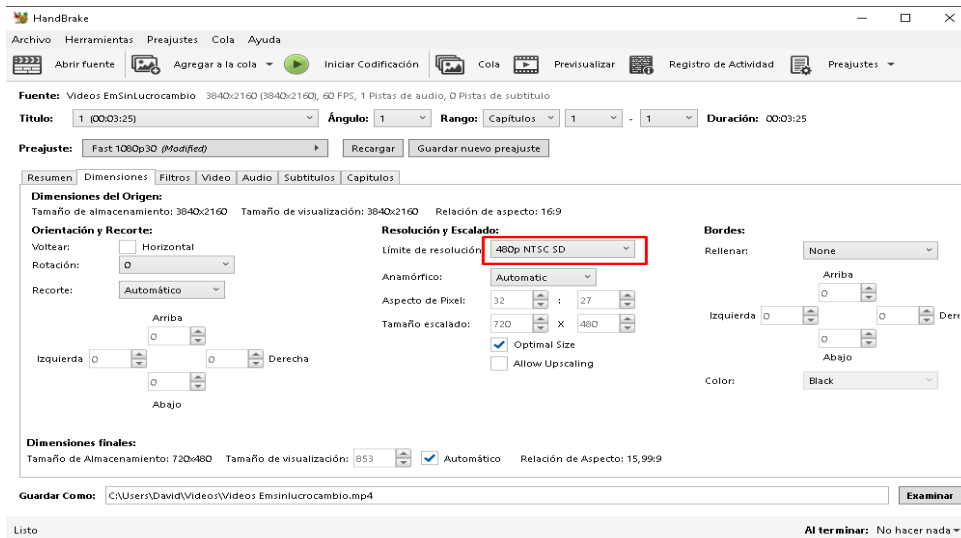 HandBrake
Archivo Herramientas Preajustes Cola Ayuda
Abrir fuente Agregar a la cola Iniciar Codificación Cola Previsualizar Registro de Actividad Preajustes
Fuente: Videos EmSinLucrocambio 3840x2160 (3840x2160), 60 FPS, 1 Pistas de audio, 0 Pistas de subtitulo
Titulo: 1 (00:03:25) Ángulo: 1 Rango: Capítulos 1 - 1 Duración: 00:03:25
Preajuste: Fast 1080p30 (Modified) Recargar Guardar nuevo preajuste
Resumen Dimensiones Filtros Video Audio Subtitulos Capitulos
Dimensiones del Origen:
Tamaño de almacenamiento: 3840x2160 Tamaño de visualización: 3840x2160 Relación de aspecto: 16:9
Orientación y Recorte: Resolución y Escalado: Bordes:
Voltear: Horizontal Límite de resolución 480p NTSC SD Rellenar: None
Rotación: 0 Anamórfico: Automatic Arriba
Recorte: Automático Aspecto de Pixel: 32 : 27 0
Arriba Tamaño escalado: 720 X 480 Izquierda 0 0 Dere
0 Optimal Size 0
Izquierda 0 0 Derecha Allow Upscaling Abajo
0 Color: Black
Abajo
Dimensiones finales:
Tamaño de Almacenamiento: 720x480 Tamaño de visualización: 853 Automático Relación de Aspecto: 15,99:9
Guardar Como: C:\Users\David\Videos\Videos Emsinlucrocambio.mp4 Examinar
Listo Al terminar: No hacer nada